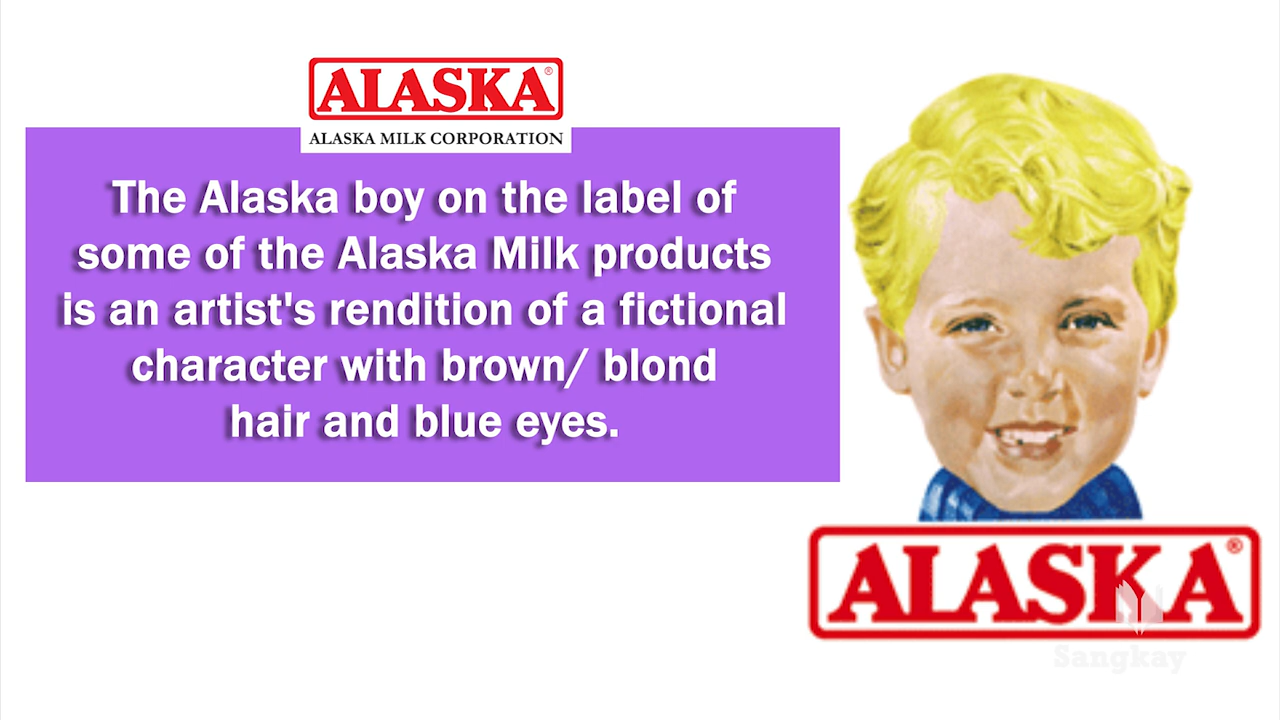 ALASKA®
ALASKA MILK CORPORATION
The Alaska boy on the label of
some of the Alaska Milk products
is an artist's rendition of a fictional
character with brown/ blond
hair and blue eyes.
ALASKA®
Sangkay